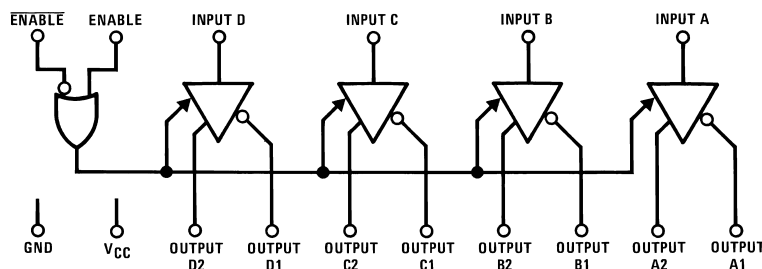 ENABLE ENABLE INPUT D INPUT C INPUT B INPUT A
GND VCC OUTPUT D2 OUTPUT D1 OUTPUT C2 OUTPUT C1 OUTPUT B2 OUTPUT B1 OUTPUT A2 OUTPUT A1